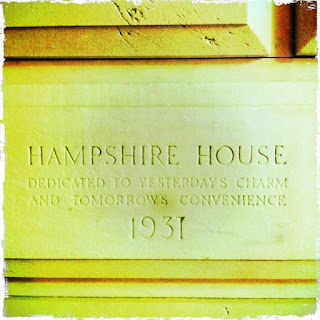 HAMPSHIRE HOUSE
DEDICATED TO YESTERDAYS CHARM
AND TOMORROWS CONVENIENCE
1931